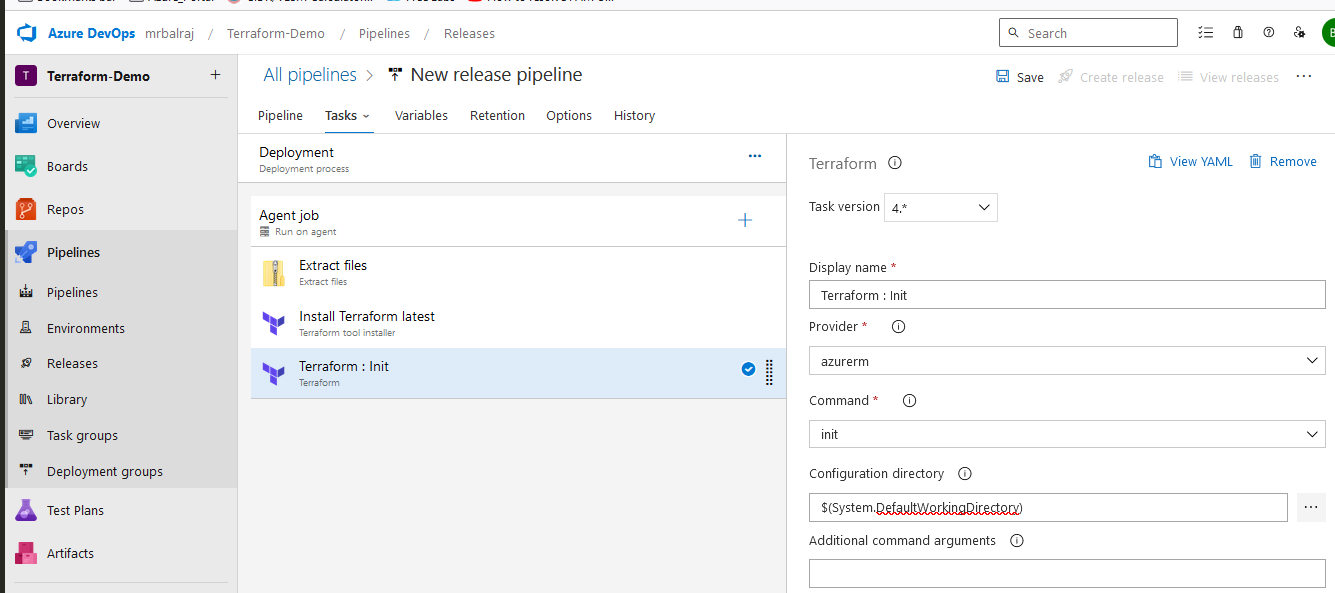 Azure DevOps mrbalraj / Terraform-Demo / Pipelines / Releases
Search
T Terraform-Demo +
All pipelines > New release pipeline
Save Create release View releases ...
Pipeline Tasks Variables Retention Options History
Overview
Boards
Repos
Pipelines
Pipelines
Environments
Releases
Library
Task groups
Deployment groups
Test Plans
Artifacts
Deployment
Deployment process
...
Agent job
Run on agent
+
Extract files
Extract files
Install Terraform latest
Terraform tool installer
Terraform : Init
Terraform
Terraform
View YAML Remove
Task version 4.*
Display name *
Terraform : Init
Provider *
azurerm
Command *
init
Configuration directory
$(System.DefaultWorkingDirectory)
...
Additional command arguments